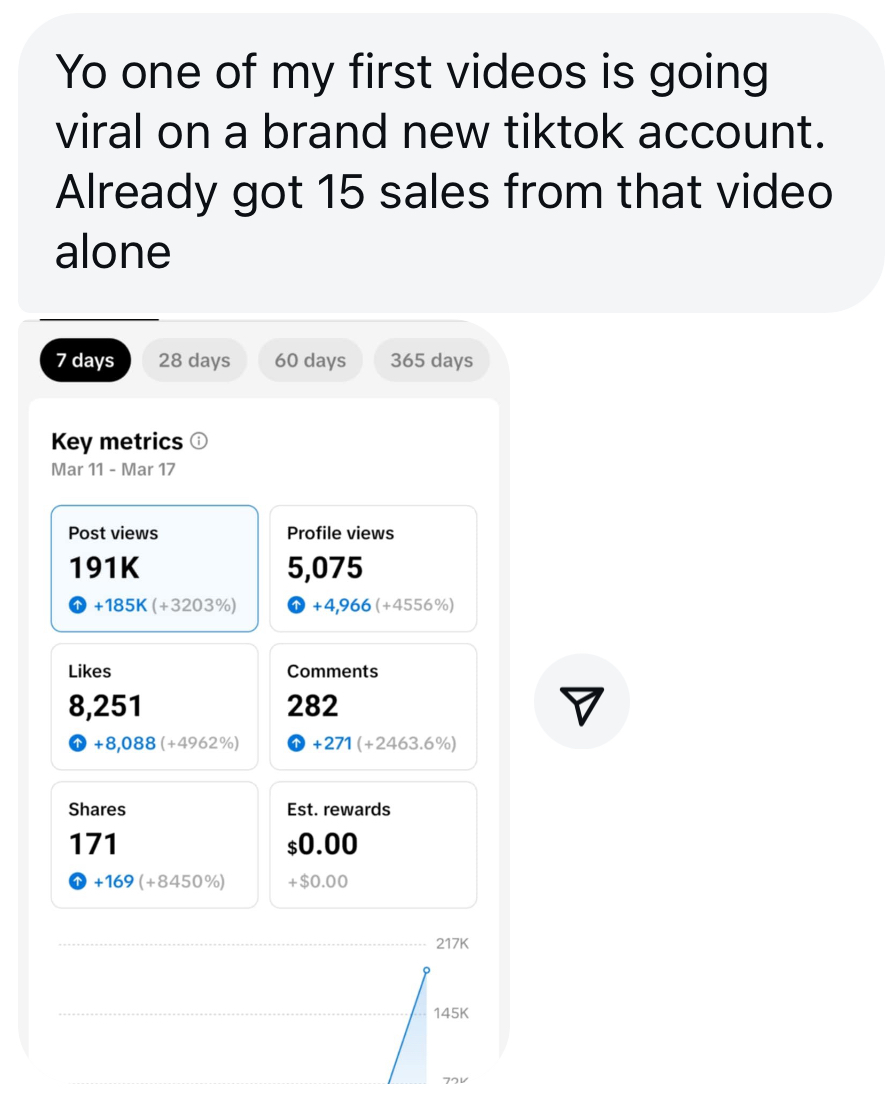 Yo one of my first videos is going
viral on a brand new tiktok account.
Already got 15 sales from that video
alone
7 days 28 days 60 days 365 days
Key metrics
Mar 11 - Mar 17
Post views
191K
+185K (+3203%)
Profile views
5,075
+4,966 (+4556%)
Likes
8,251
+8,088 (+4962%)
Comments
282
+271 (+2463.6%)
Shares
171
+169 (+8450%)
Est. rewards
$0.00
+$0.00
217K
145K
72K